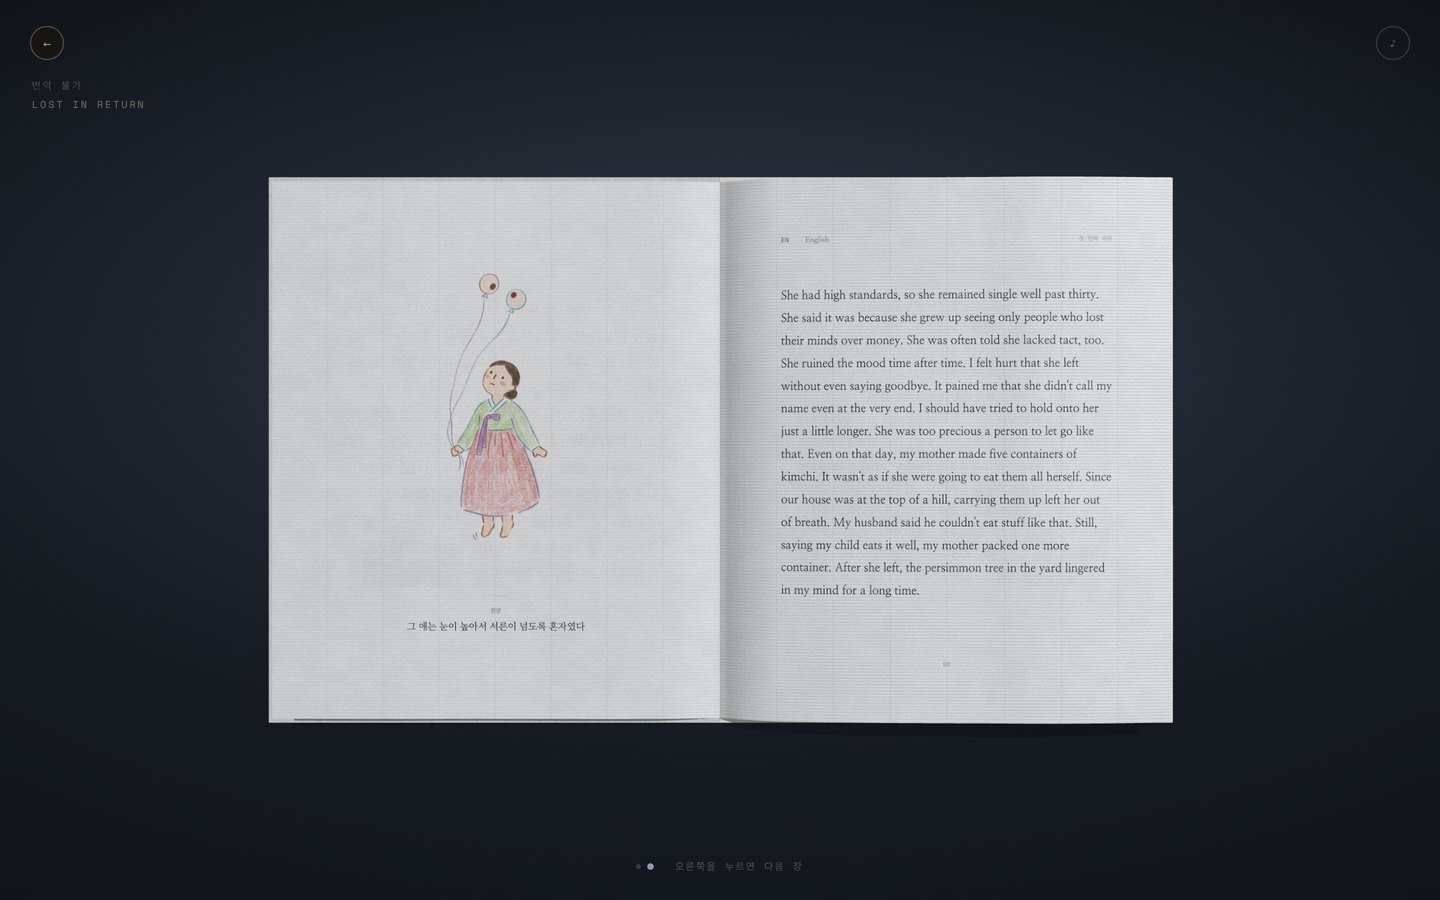 ←
♪
번역 불가
LOST IN RETURN
원문
그 애는 눈이 높아서 서른이 넘도록 혼자였다
EN English
첫 번째 바퀴
She had high standards, so she remained single well past thirty.
She said it was because she grew up seeing only people who lost
their minds over money. She was often told she lacked tact, too.
She ruined the mood time after time. I felt hurt that she left
without even saying goodbye. It pained me that she didn't call my
name even at the very end. I should have tried to hold onto her
just a little longer. She was too precious a person to let go like
that. Even on that day, my mother made five containers of
kimchi. It wasn't as if she were going to eat them all herself. Since
our house was at the top of a hill, carrying them up left her out
of breath. My husband said he couldn't eat stuff like that. Still,
saying my child eats it well, my mother packed one more
container. After she left, the persimmon tree in the yard lingered
in my mind for a long time.
오른쪽을 누르면 다음 장